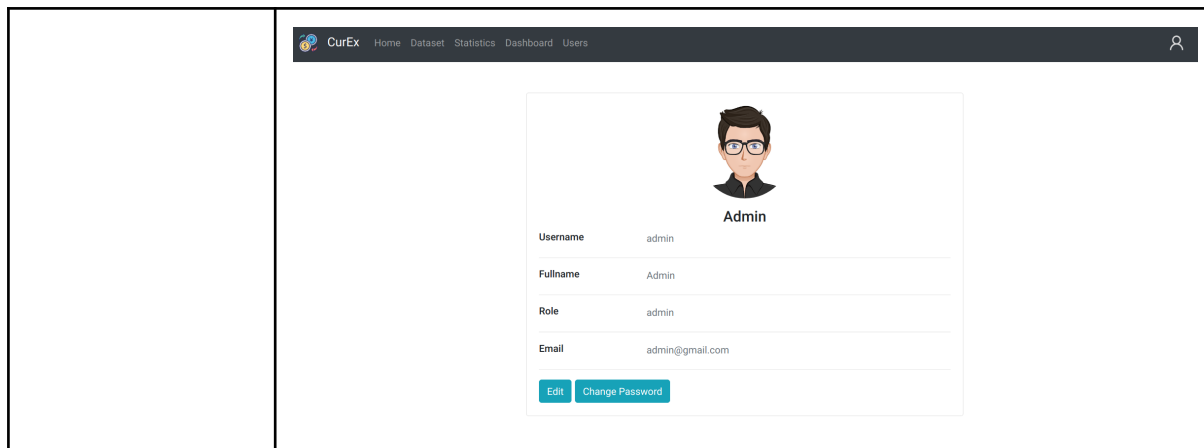 CurEx Home Dataset Statistics Dashboard Users
Admin
Username admin
Fullname Admin
Role admin
Email admin@gmail.com
Edit Change Password